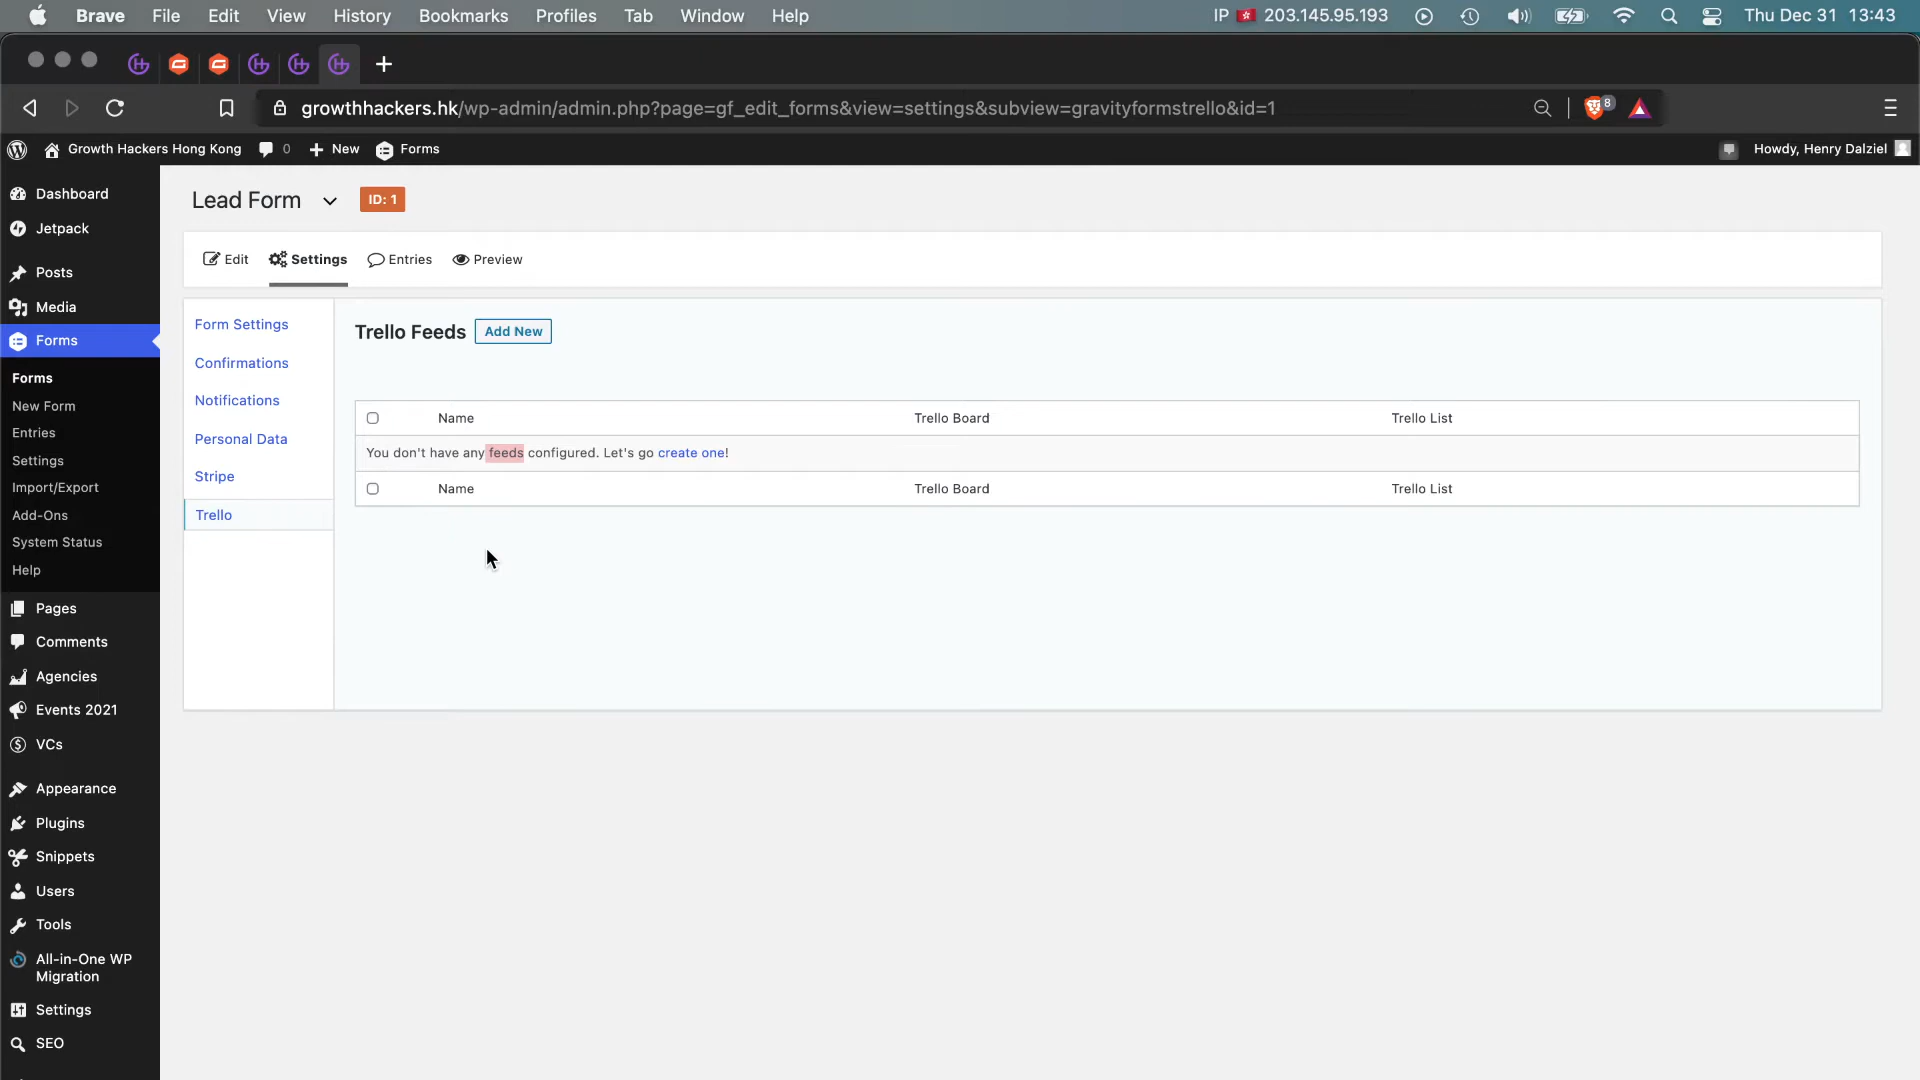 Brave File Edit View History Bookmarks Profiles Tab Window Help IP 203.145.95.193 Thu Dec 31 13:43
growthhackers.hk/wp-admin/admin.php?page=gf_edit_forms&view=settings&subview=gravityformstrello&id=1 8
Growth Hackers Hong Kong 0 New Forms Howdy, Henry Dalziel
Dashboard
Jetpack
Posts
Media
Forms
Forms
New Form
Entries
Settings
Import/Export
Add-Ons
System Status
Help
Pages
Comments
Agencies
Events 2021
VCs
Appearance
Plugins
Snippets
Users
Tools
All-in-One WP
Migration
Settings
SEO
Lead Form ID: 1
Edit Settings Entries Preview
Form Settings
Confirmations
Notifications
Personal Data
Stripe
Trello
Trello Feeds Add New
Name Trello Board Trello List
You don't have any feeds configured. Let's go create one!
Name Trello Board Trello List